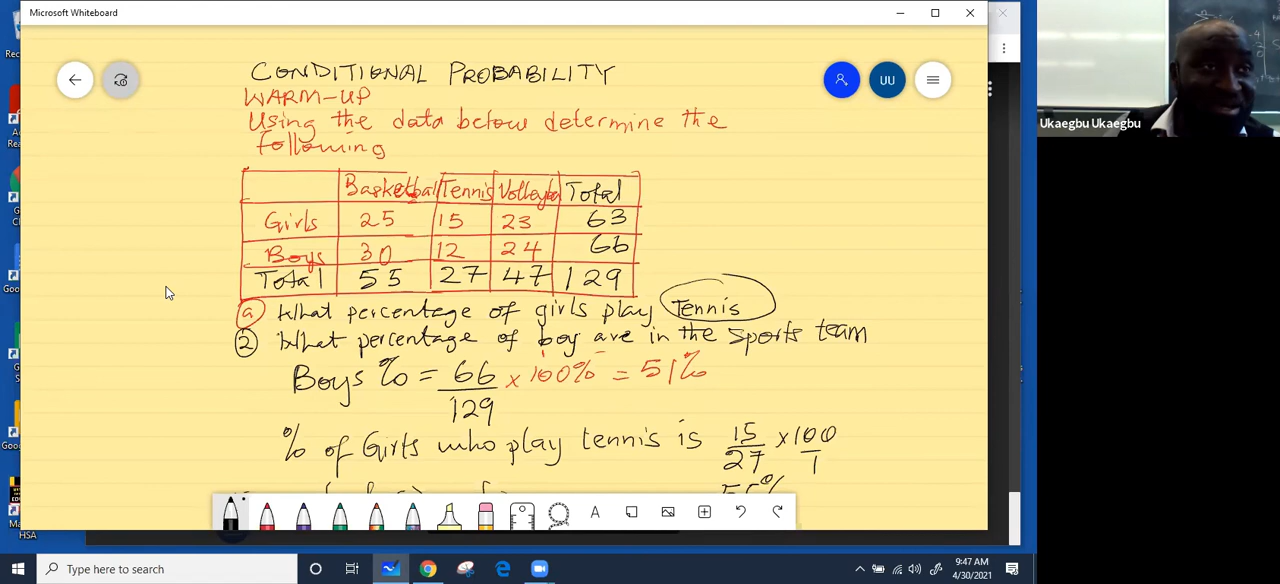 Microsoft Whiteboard
CONDITIONAL PROBABILITY
WARM-UP
Using the data below determine the
following
Basketball Tennis Volleyball Total
Girls 25 15 23 63
Boys 30 12 24 66
Total 55 27 47 129
a What percentage of girls play Tennis
2 What percentage of boy are in the sports team
Boys % = 66/129 × 100% = 51%
% of Girls who play tennis is 15/27 × 100/1
UU
Ukaegbu Ukaegbu
Type here to search
9:47 AM
4/30/2021